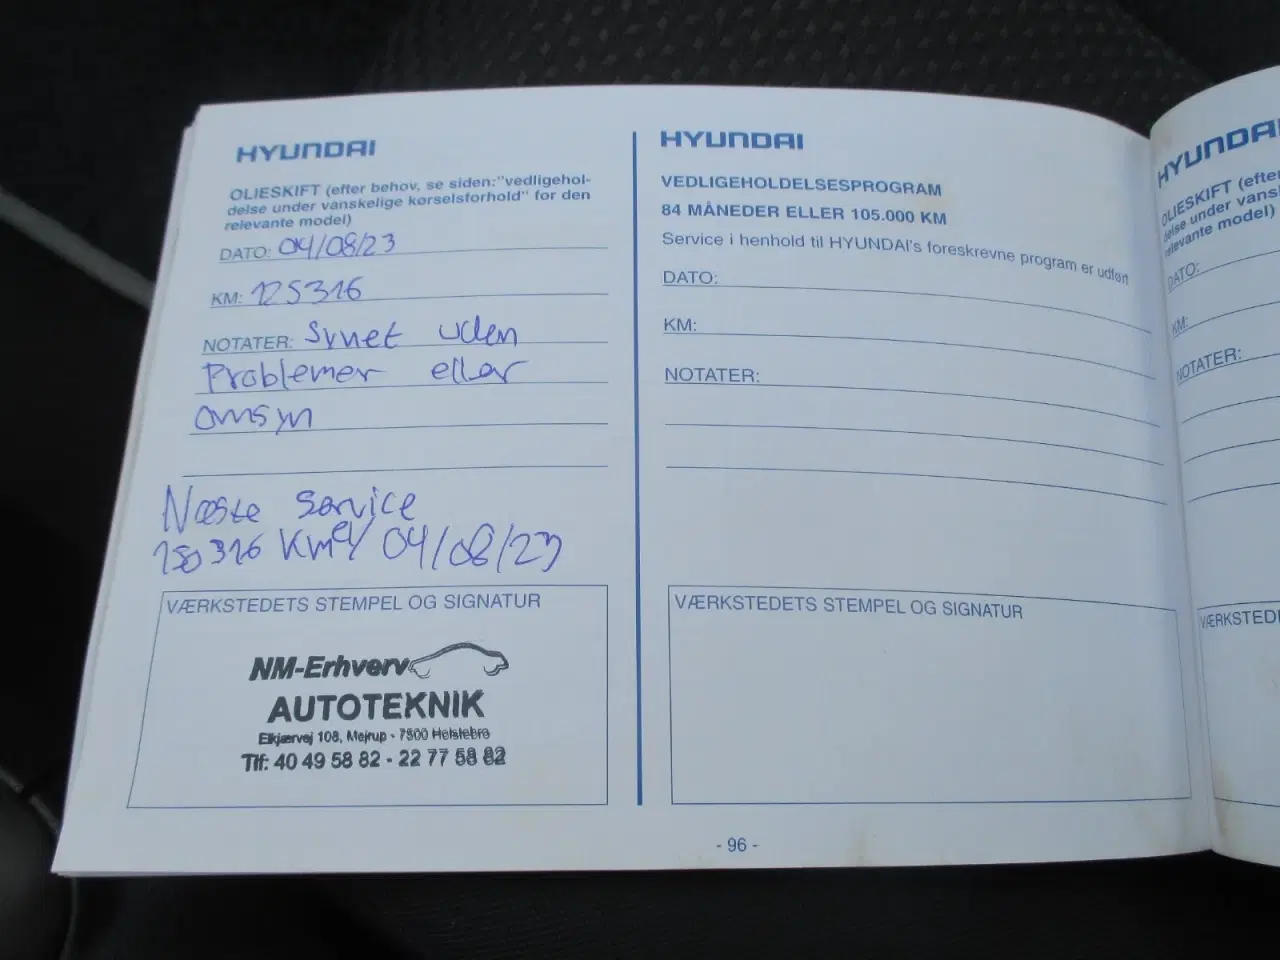 HYUNDAI
OLIESKIFT (efter behov, se siden:"vedligehol-
delse under vanskelige kørselsforhold" for den
relevante model)
DATO: 04/08/23
KM: 125316
NOTATER: Synet uden
Problemer eller
omsyn
Næste Service
150316 Km el/ 04/08/23
VÆRKSTEDETS STEMPEL OG SIGNATUR
NM-Erhverv
AUTOTEKNIK
Elkjærvej 108, Mejrup - 7500 Holstebro
Tlf: 40 49 58 82 - 22 77 58 82
HYUNDAI
VEDLIGEHOLDELSESPROGRAM
84 MÅNEDER ELLER 105.000 KM
Service i henhold til HYUNDAI's foreskrevne program er udført
DATO:
KM:
NOTATER:
VÆRKSTEDETS STEMPEL OG SIGNATUR
- 96 -
HYUNDAI
OLIESKIFT (efter
delse under vans
relevante model)
DATO:
KM:
NOTATER:
VÆRKSTEDE